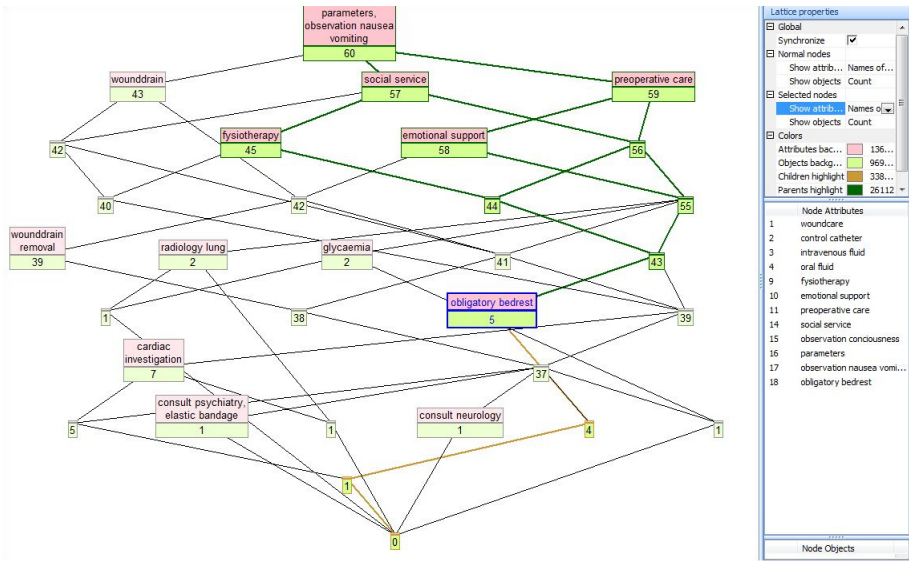 parameters,
observation nausea
vomiting
60
wounddrain
43
social service
57
preoperative care
59
42
fysiotherapy
45
emotional support
58
56
40
42
44
55
wounddrain
removal
39
radiology lung
2
glycaemia
2
41
43
1
38
obligatory bedrest
5
39
cardiac
investigation
7
37
5
consult psychiatry,
elastic bandage
1
1
consult neurology
1
4
1
1
0
Lattice properties
Global
Synchronize
Normal nodes
Show attrib... Names of...
Show objects Count
Selected nodes
Show attrib... Names o
Show objects Count
Colors
Attributes bac... 136...
Objects backg... 969...
Children highlight 338...
Parents highlight 26112
Node Attributes
1 woundcare
2 control catheter
3 intravenous fluid
4 oral fluid
9 fysiotherapy
10 emotional support
11 preoperative care
14 social service
15 observation conciousness
16 parameters
17 observation nausea vomi...
18 obligatory bedrest
Node Objects